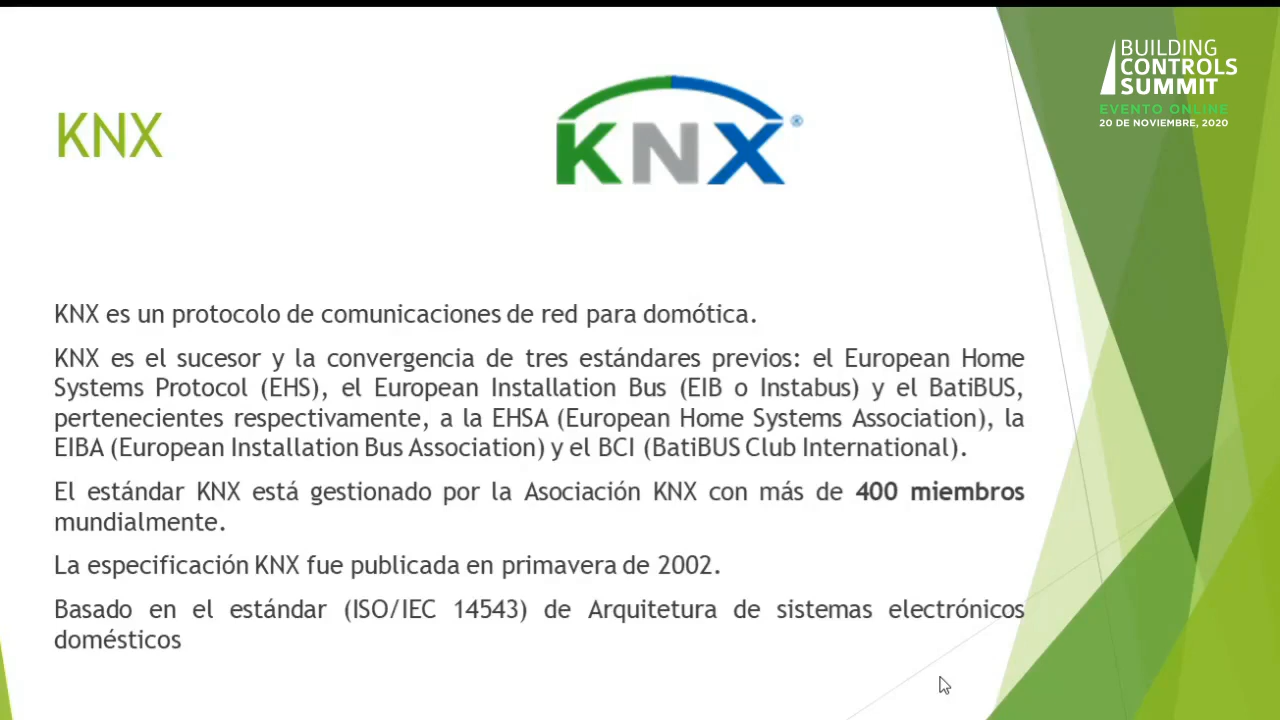 KNX
KNX®
BUILDING
CONTROLS
SUMMIT
EVENTO ONLINE
20 DE NOVIEMBRE, 2020
KNX es un protocolo de comunicaciones de red para domótica.
KNX es el sucesor y la convergencia de tres estándares previos: el European Home
Systems Protocol (EHS), el European Installation Bus (EIB o Instabus) y el BatiBUS,
pertenecientes respectivamente, a la EHSA (European Home Systems Association), la
EIBA (European Installation Bus Association) y el BCI (BatiBUS Club International).
El estándar KNX está gestionado por la Asociación KNX con más de 400 miembros
mundialmente.
La especificación KNX fue publicada en primavera de 2002.
Basado en el estándar (ISO/IEC 14543) de Arquitetura de sistemas electrónicos
domésticos